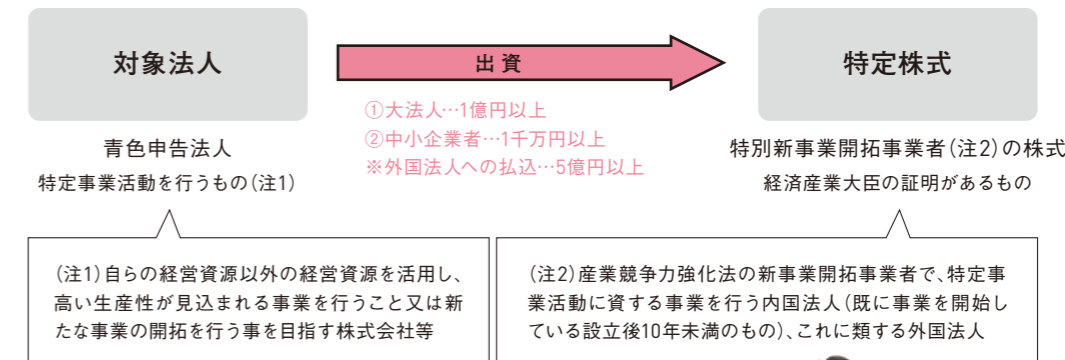 対象法人
出資
特定株式
①大法人…1億円以上
②中小企業者…1千万円以上
※外国法人への払込…5億円以上
青色申告法人
特定事業活動を行うもの(注1)
特別新事業開拓事業者(注2)の株式
経済産業大臣の証明があるもの
(注1)自らの経営資源以外の経営資源を活用し、
高い生産性が見込まれる事業を行うこと又は新
たな事業の開拓を行う事を目指す株式会社等
(注2)産業競争力強化法の新事業開拓事業者で、特定事
業活動に資する事業を行う内国法人(既に事業を開始し
ている設立後10年未満のもの)、これに類する外国法人